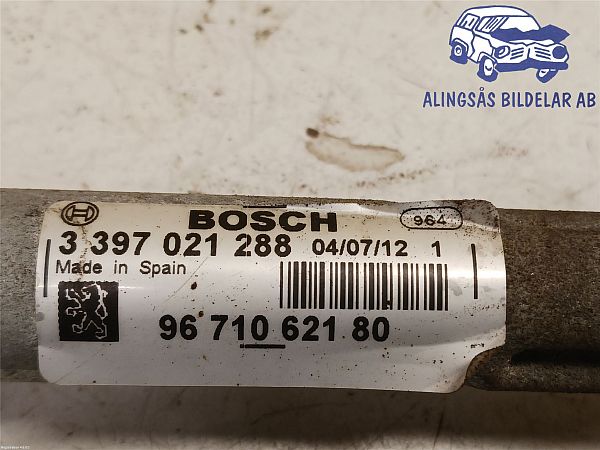 ALINGSÅS BILDELAR AB
BOSCH
964
3 397 021 288 04/07/12 1
Made in Spain
96 710 621 80